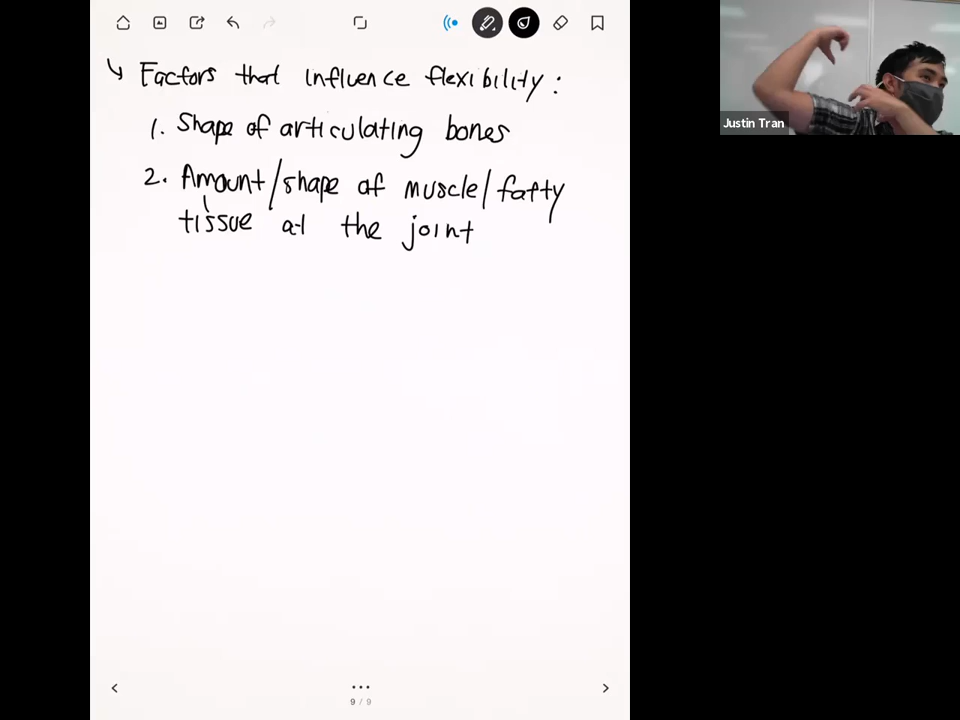 ↳ Factors that influence flexibility:
1. Shape of articulating bones
2. Amount/shape of muscle/fatty
tissue at the joint
Justin Tran
9 / 9